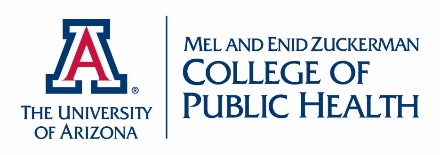 A®
THE UNIVERSITY
OF ARIZONA
MEL AND ENID ZUCKERMAN
COLLEGE OF
PUBLIC HEALTH